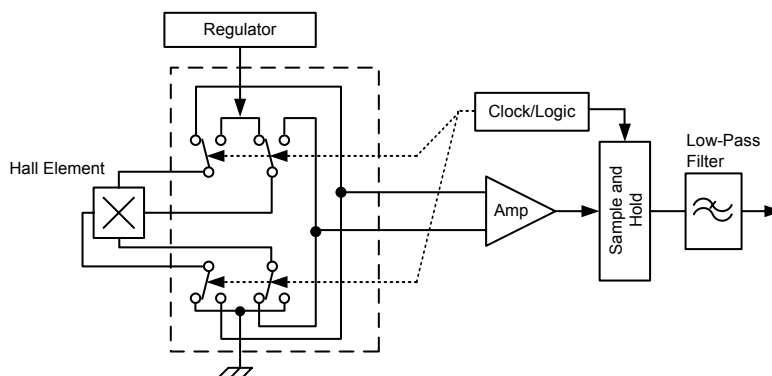 Regulator
Clock/Logic
Low-Pass
Filter
Hall Element
Amp
Sample and
Hold